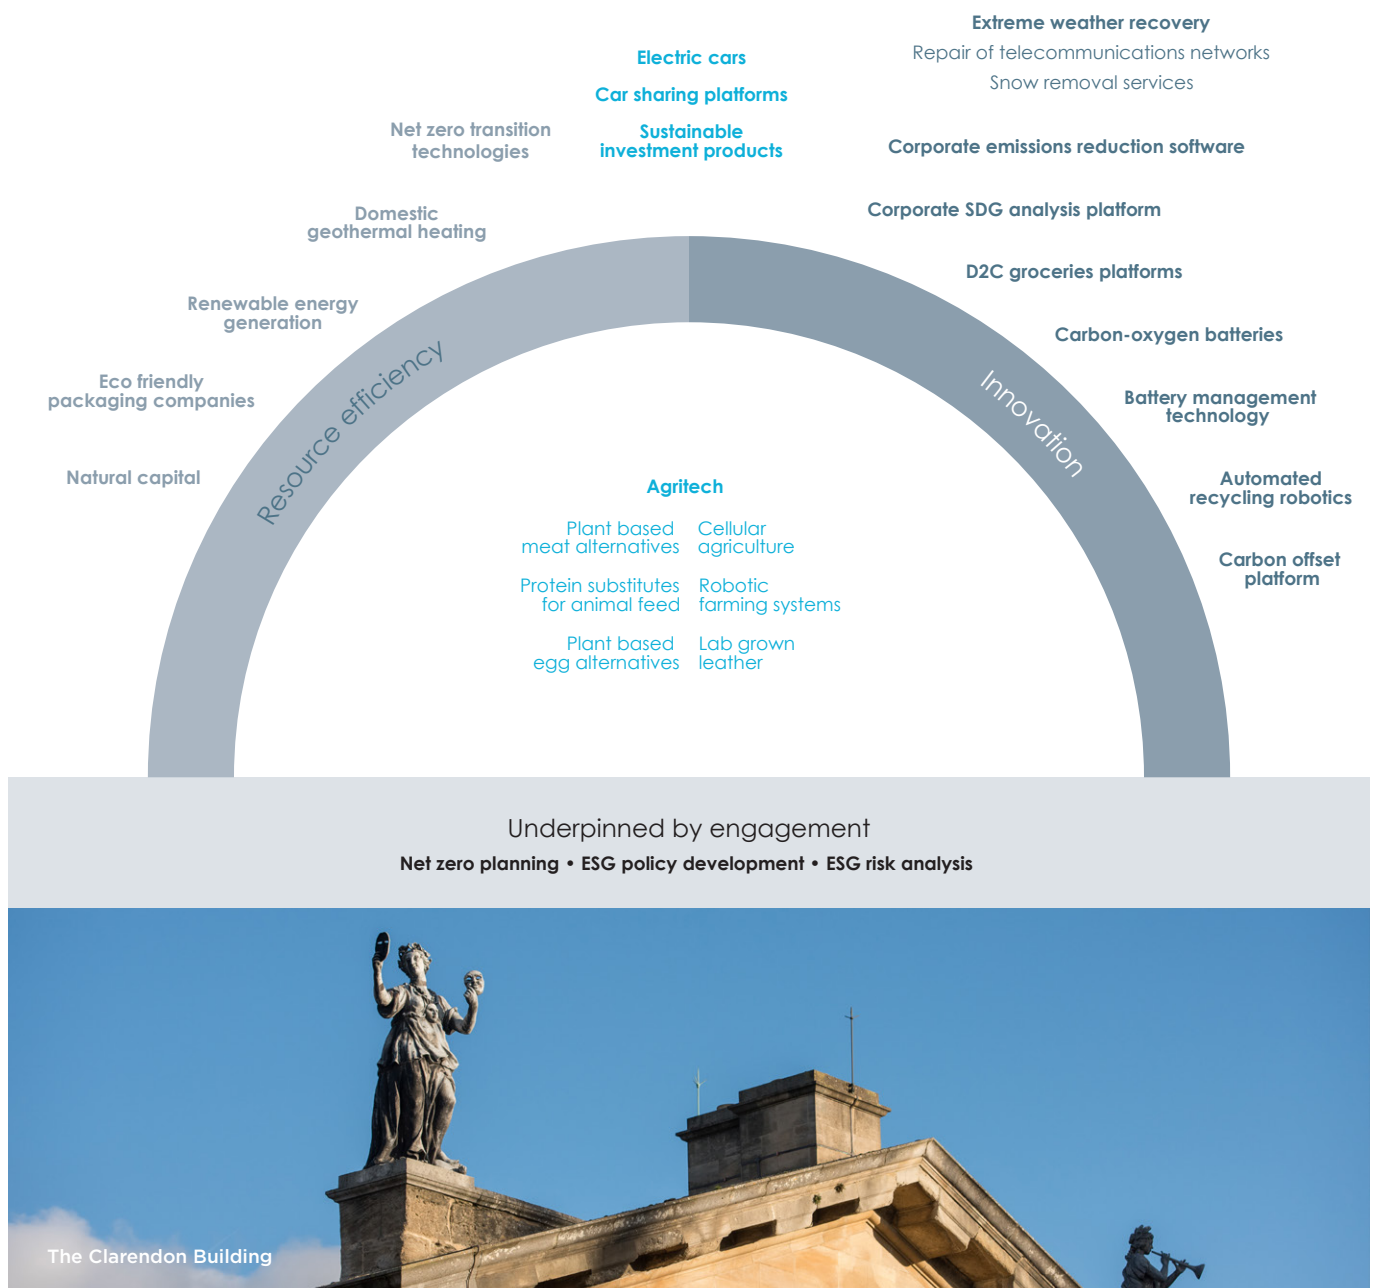 Extreme weather recovery
Repair of telecommunications networks
Snow removal services
Electric cars
Car sharing platforms
Sustainable
investment products
Net zero transition
technologies
Domestic
geothermal heating
Renewable energy
generation
Eco friendly
packaging companies
Natural capital
Resource efficiency
Corporate emissions reduction software
Corporate SDG analysis platform
D2C groceries platforms
Carbon-oxygen batteries
Battery management
technology
Automated
recycling robotics
Carbon offset
platform
Innovation
Agritech
Plant based
meat alternatives
Cellular
agriculture
Protein substitutes
for animal feed
Robotic
farming systems
Plant based
egg alternatives
Lab grown
leather
Underpinned by engagement
Net zero planning • ESG policy development • ESG risk analysis
The Clarendon Building